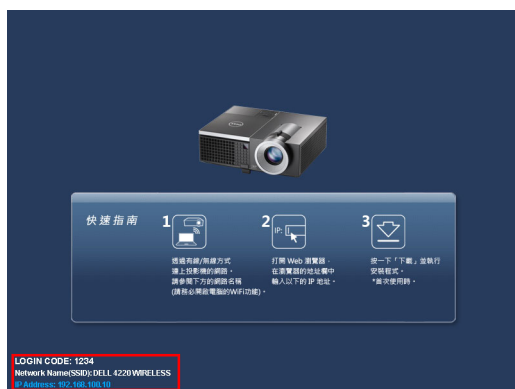 快速指南
1
透過有線/無線方式
連上投影機的網路。
請參閱下方的網路名稱
(請務必開啟電腦的WiFi功能)。
2
IP:
打開 Web 瀏覽器，
在瀏覽器的地址欄中
輸入以下的 IP 地址。
3
按一下「下載」並執行
安裝程式。
*首次使用時。
LOGIN CODE: 1234
Network Name(SSID): DELL 4220 WIRELESS
IP Address: 192.168.100.10